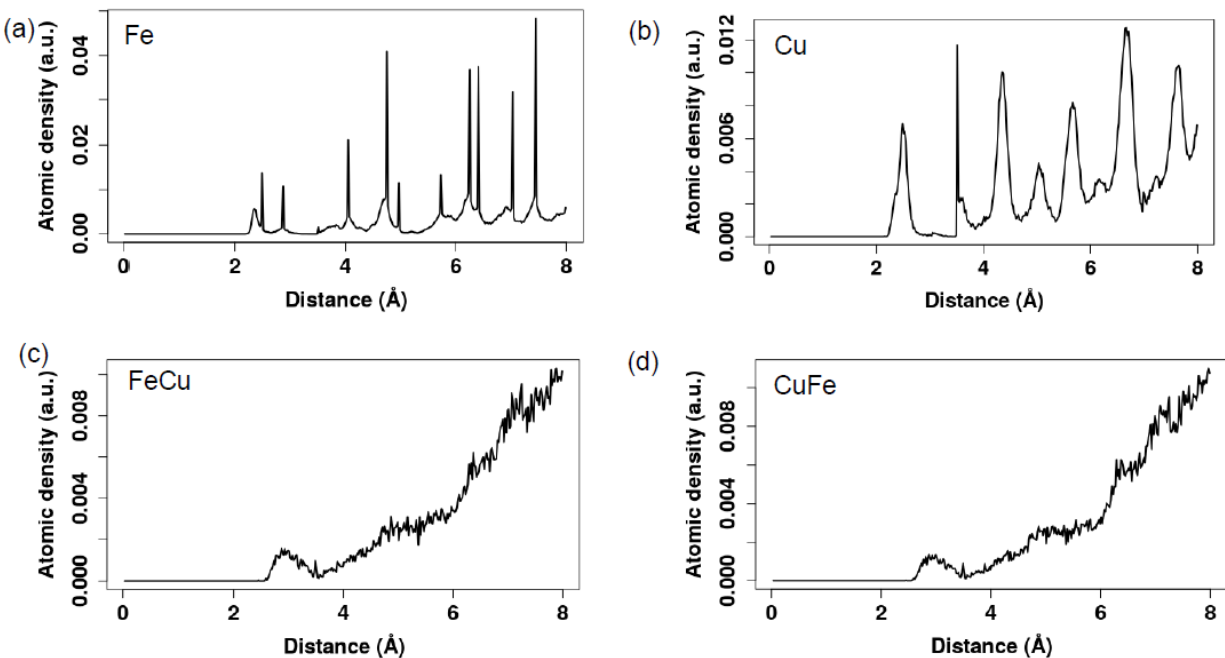 (a)
Fe
Atomic density (a.u.)
0.00 0.02 0.04
0 2 4 6 8
Distance (Å)
(b)
Cu
Atomic density (a.u.)
0.000 0.006 0.012
0 2 4 6 8
Distance (Å)
(c)
FeCu
Atomic density (a.u.)
0.000 0.004 0.008
0 2 4 6 8
Distance (Å)
(d)
CuFe
Atomic density (a.u.)
0.000 0.004 0.008
0 2 4 6 8
Distance (Å)